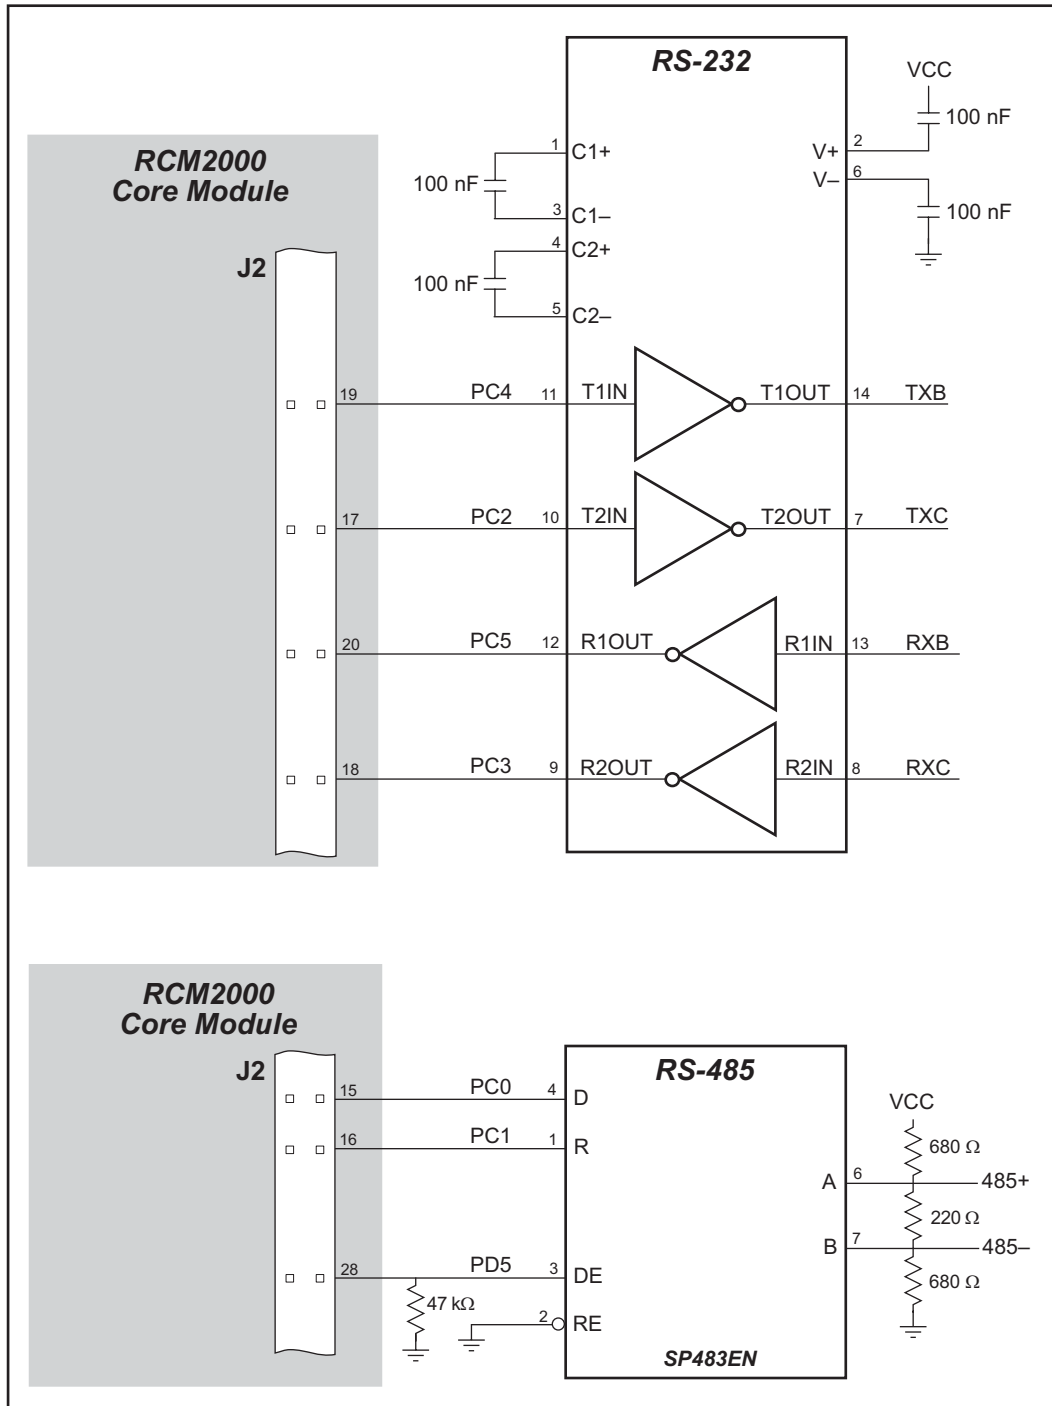 RS-232
VCC
100 nF
RCM2000
Core Module
1 C1+
V+ 2
V– 6
100 nF
3 C1–
100 nF
4 C2+
J2
100 nF
5 C2–
19 PC4 11 T1IN T1OUT 14 TXB
17 PC2 10 T2IN T2OUT 7 TXC
20 PC5 12 R1OUT R1IN 13 RXB
18 PC3 9 R2OUT R2IN 8 RXC
RCM2000
Core Module
J2
RS-485
15 PC0 4 D
VCC
16 PC1 1 R
680 Ω
A 6 485+
220 Ω
B 7 485–
28 PD5 3 DE
680 Ω
47 kΩ
2 RE
SP483EN